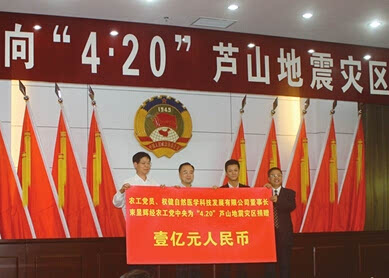 向“4·20”芦山地震灾区
农工党员、权健自然医学科技发展有限公司董事长
束昱辉经农工党中央为“4.20”芦山地震灾区捐赠
壹亿元人民币